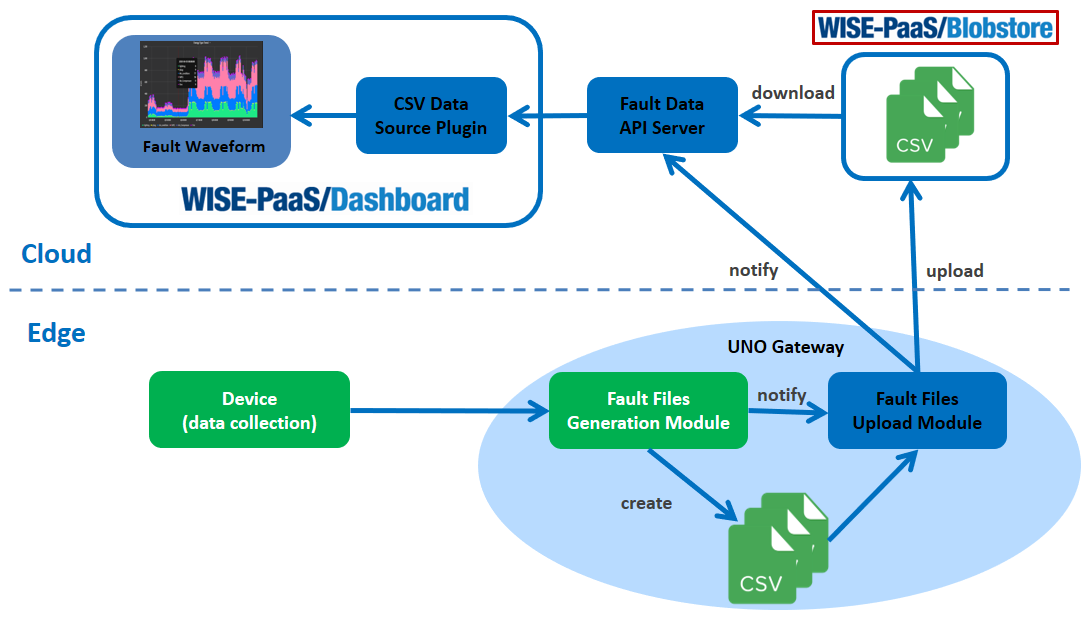 WISE-PaaS/Blobstore
CSV Data
Source Plugin
Fault Data
API Server
download
CSV
Fault Waveform
WISE-PaaS/Dashboard
Cloud
notify
upload
Edge
UNO Gateway
Device
(data collection)
Fault Files
Generation Module
notify
Fault Files
Upload Module
create
CSV